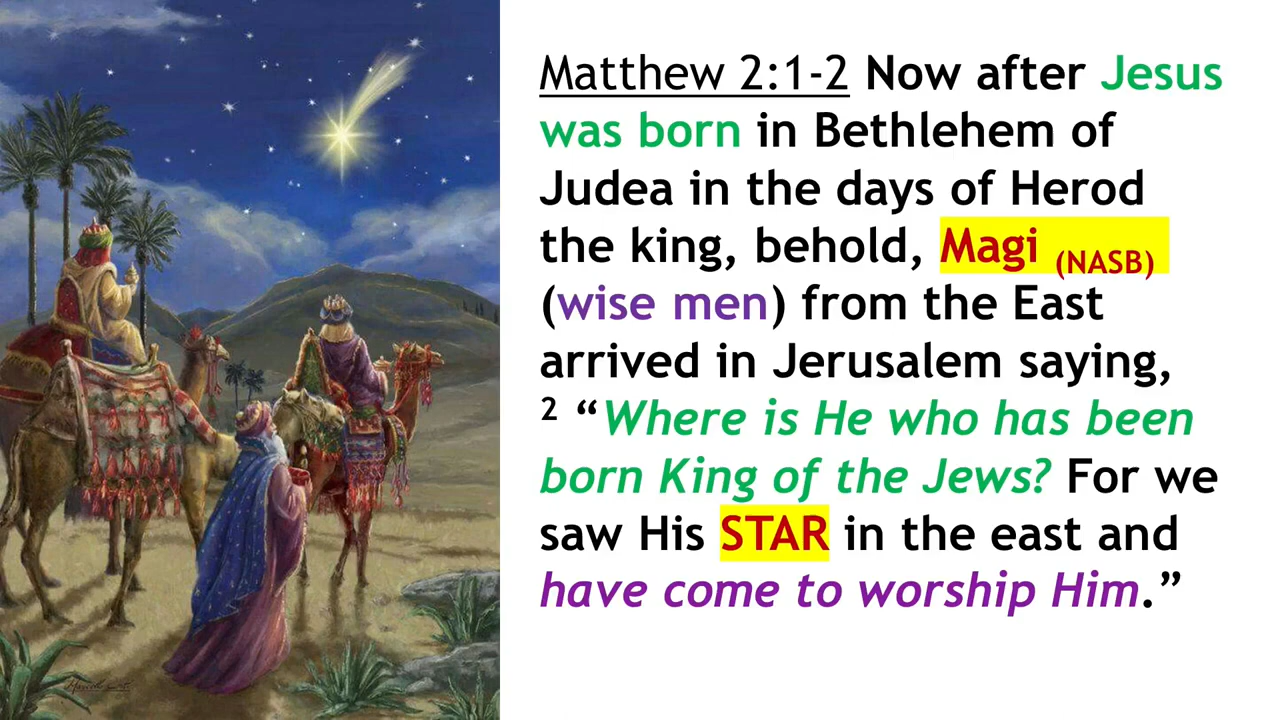 Matthew 2:1-2 Now after Jesus
was born in Bethlehem of
Judea in the days of Herod
the king, behold, Magi (NASB)
(wise men) from the East
arrived in Jerusalem saying,
2 “Where is He who has been
born King of the Jews? For we
saw His STAR in the east and
have come to worship Him.”